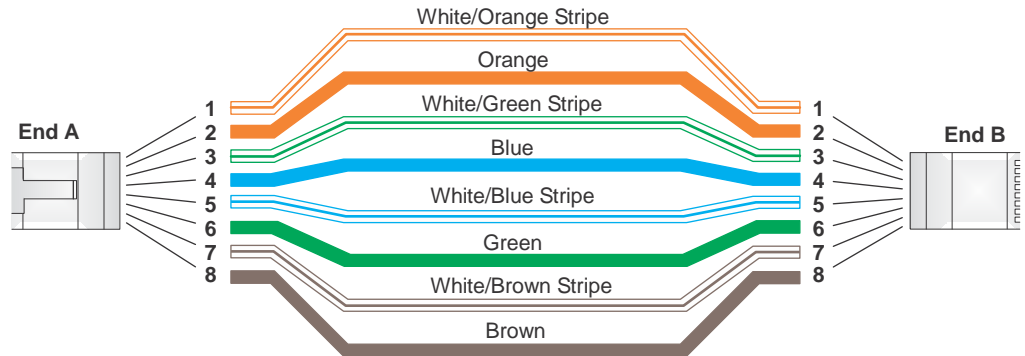 White/Orange Stripe
Orange
1 White/Green Stripe 1
End A 2 2 End B
3 Blue 3
4 4
5 White/Blue Stripe 5
6 Green 6
7 7
8 White/Brown Stripe 8
Brown